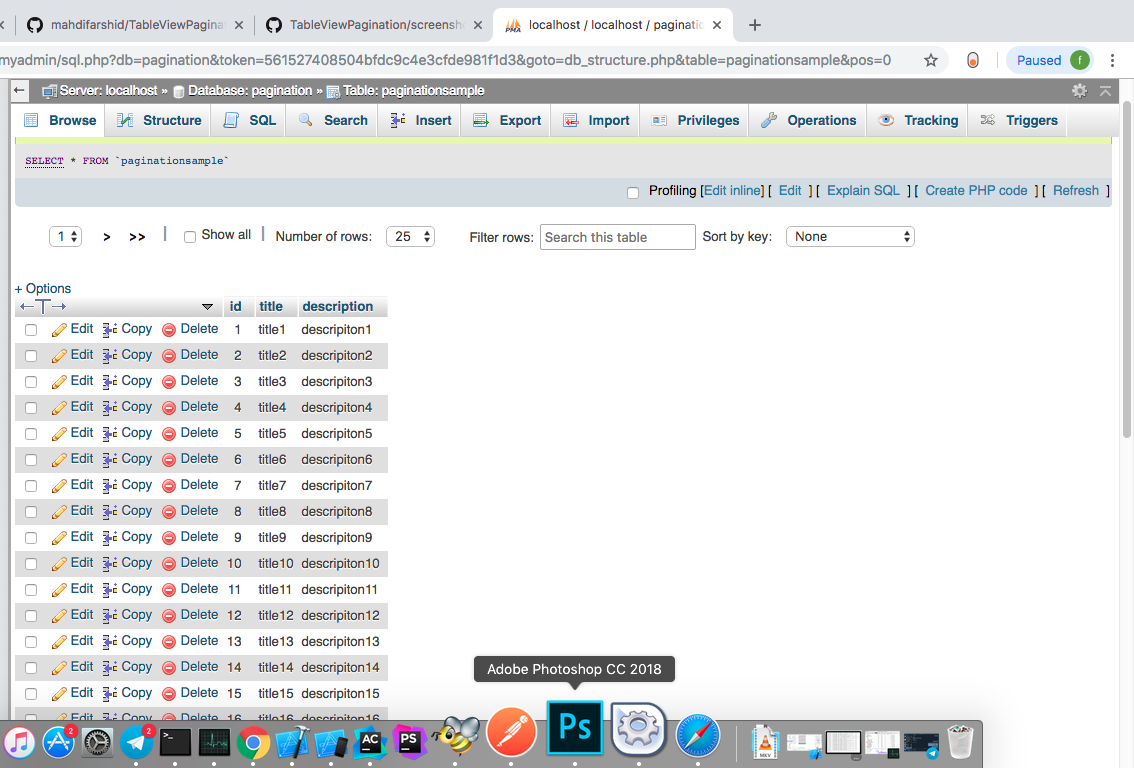 mahdifarshid/TableViewPagina
TableViewPagination/screensh
localhost / localhost / paginatio
myadmin/sql.php?db=pagination&token=561527408504bfdc9c4e3cfde981f1d3&goto=db_structure.php&table=paginationsample&pos=0
Paused f
Server: localhost » Database: pagination » Table: paginationsample
Browse Structure SQL Search Insert Export Import Privileges Operations Tracking Triggers
SELECT * FROM `paginationsample`
Profiling [Edit inline] [ Edit ] [ Explain SQL ] [ Create PHP code ] [ Refresh ]
1 > >> | Show all | Number of rows: 25 Filter rows: Search this table Sort by key: None
+ Options
←T→ id title description
Edit Copy Delete 1 title1 descripiton1
Edit Copy Delete 2 title2 descripiton2
Edit Copy Delete 3 title3 descripiton3
Edit Copy Delete 4 title4 descripiton4
Edit Copy Delete 5 title5 descripiton5
Edit Copy Delete 6 title6 descripiton6
Edit Copy Delete 7 title7 descripiton7
Edit Copy Delete 8 title8 descripiton8
Edit Copy Delete 9 title9 descripiton9
Edit Copy Delete 10 title10 descripiton10
Edit Copy Delete 11 title11 descripiton11
Edit Copy Delete 12 title12 descripiton12
Edit Copy Delete 13 title13 descripiton13
Edit Copy Delete 14 title14 descripiton14
Edit Copy Delete 15 title15 descripiton15
Edit Copy Delete 16 title16 descripiton16
Adobe Photoshop CC 2018
2 2 AC PS Ps MKV